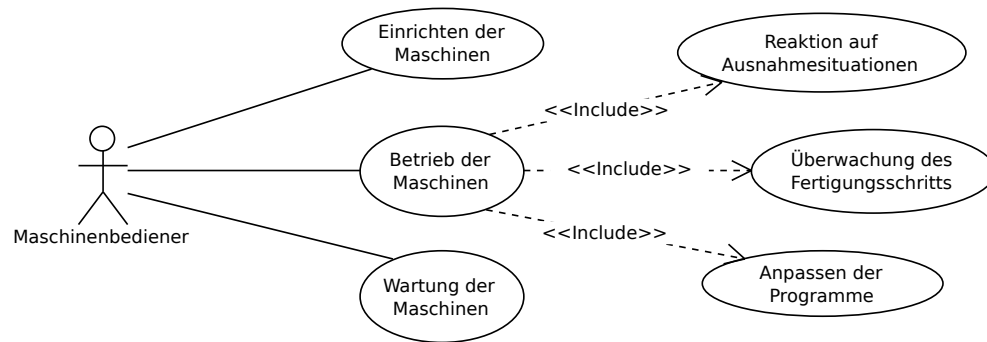 Einrichten der
Maschinen
Reaktion auf
Ausnahmesituationen
<<Include>>
Betrieb der
Maschinen
<<Include>>
Überwachung des
Fertigungsschritts
Maschinenbediener
<<Include>>
Wartung der
Maschinen
Anpassen der
Programme